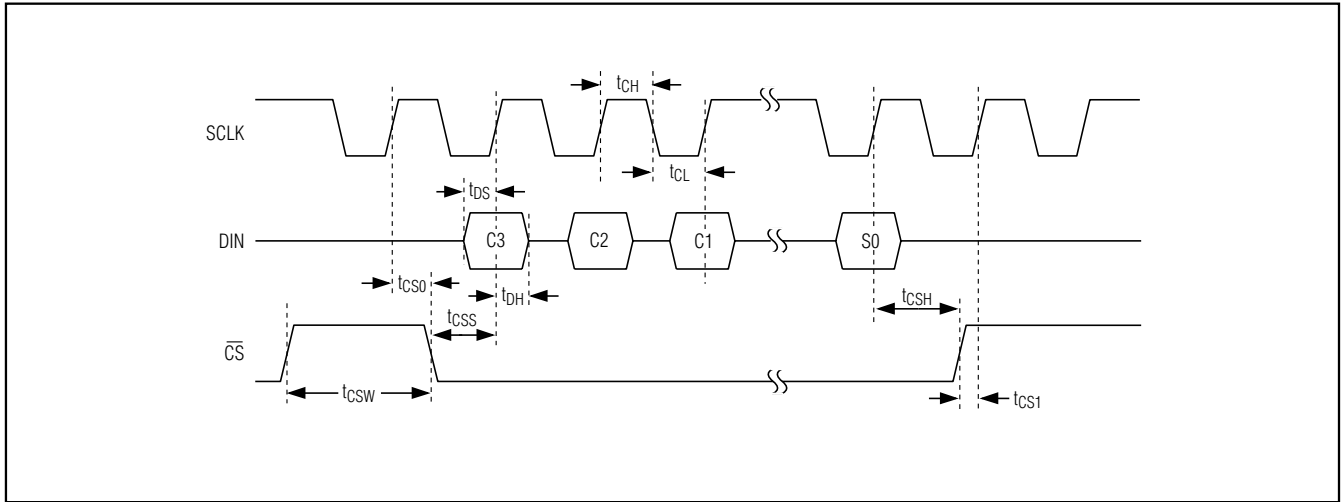 tCH
SCLK
tCL
tDS
DIN C3 C2 C1 S0
tCS0 tDH tCSH
tCSS
CS
tCSW tCS1